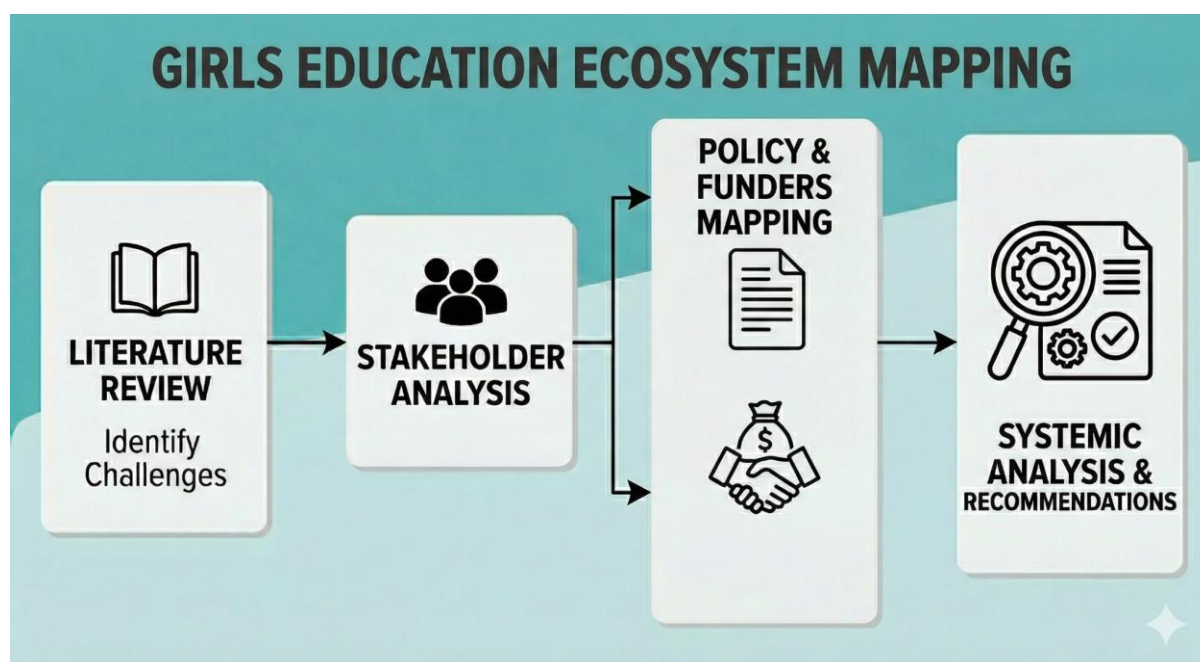 GIRLS EDUCATION ECOSYSTEM MAPPING
LITERATURE
REVIEW
Identify
Challenges
STAKEHOLDER
ANALYSIS
POLICY &
FUNDERS
MAPPING
$
SYSTEMIC
ANALYSIS &
RECOMMENDATIONS